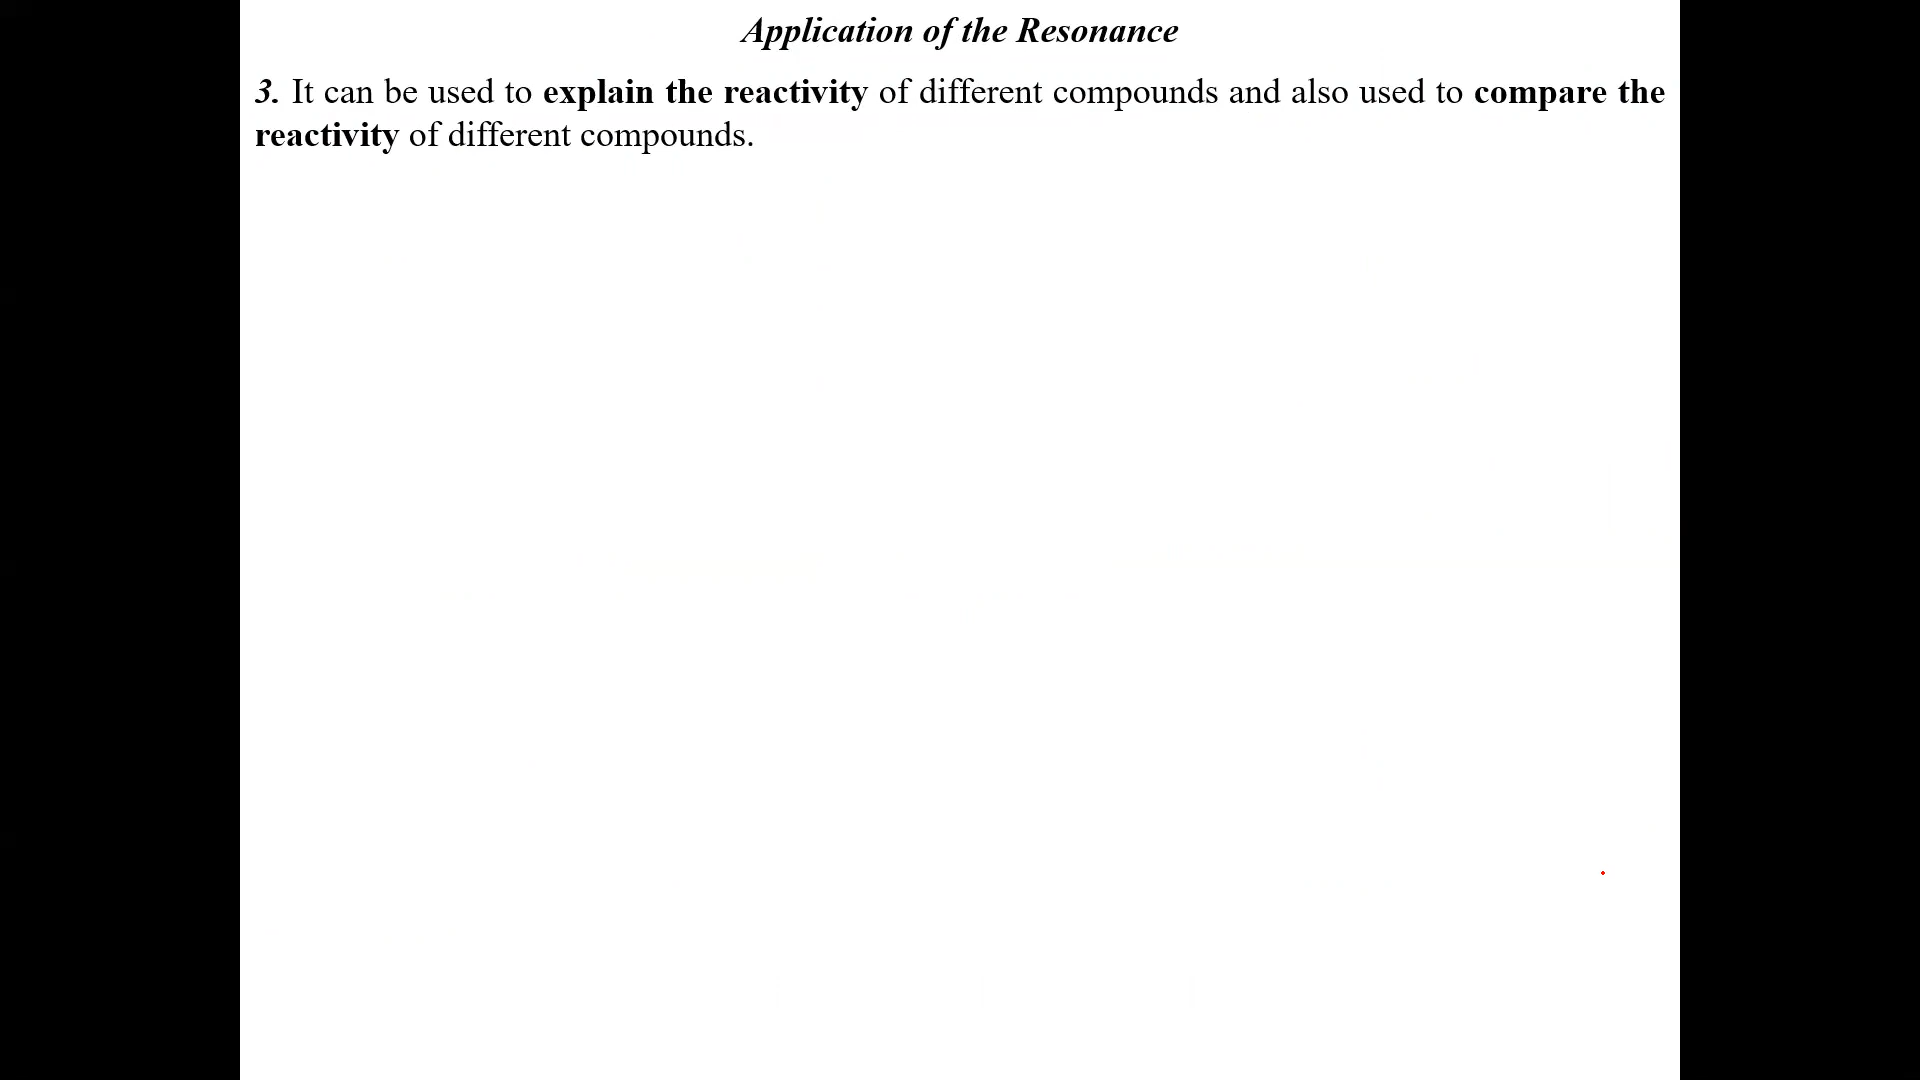 Application of the Resonance
3. It can be used to explain the reactivity of different compounds and also used to compare the
reactivity of different compounds.